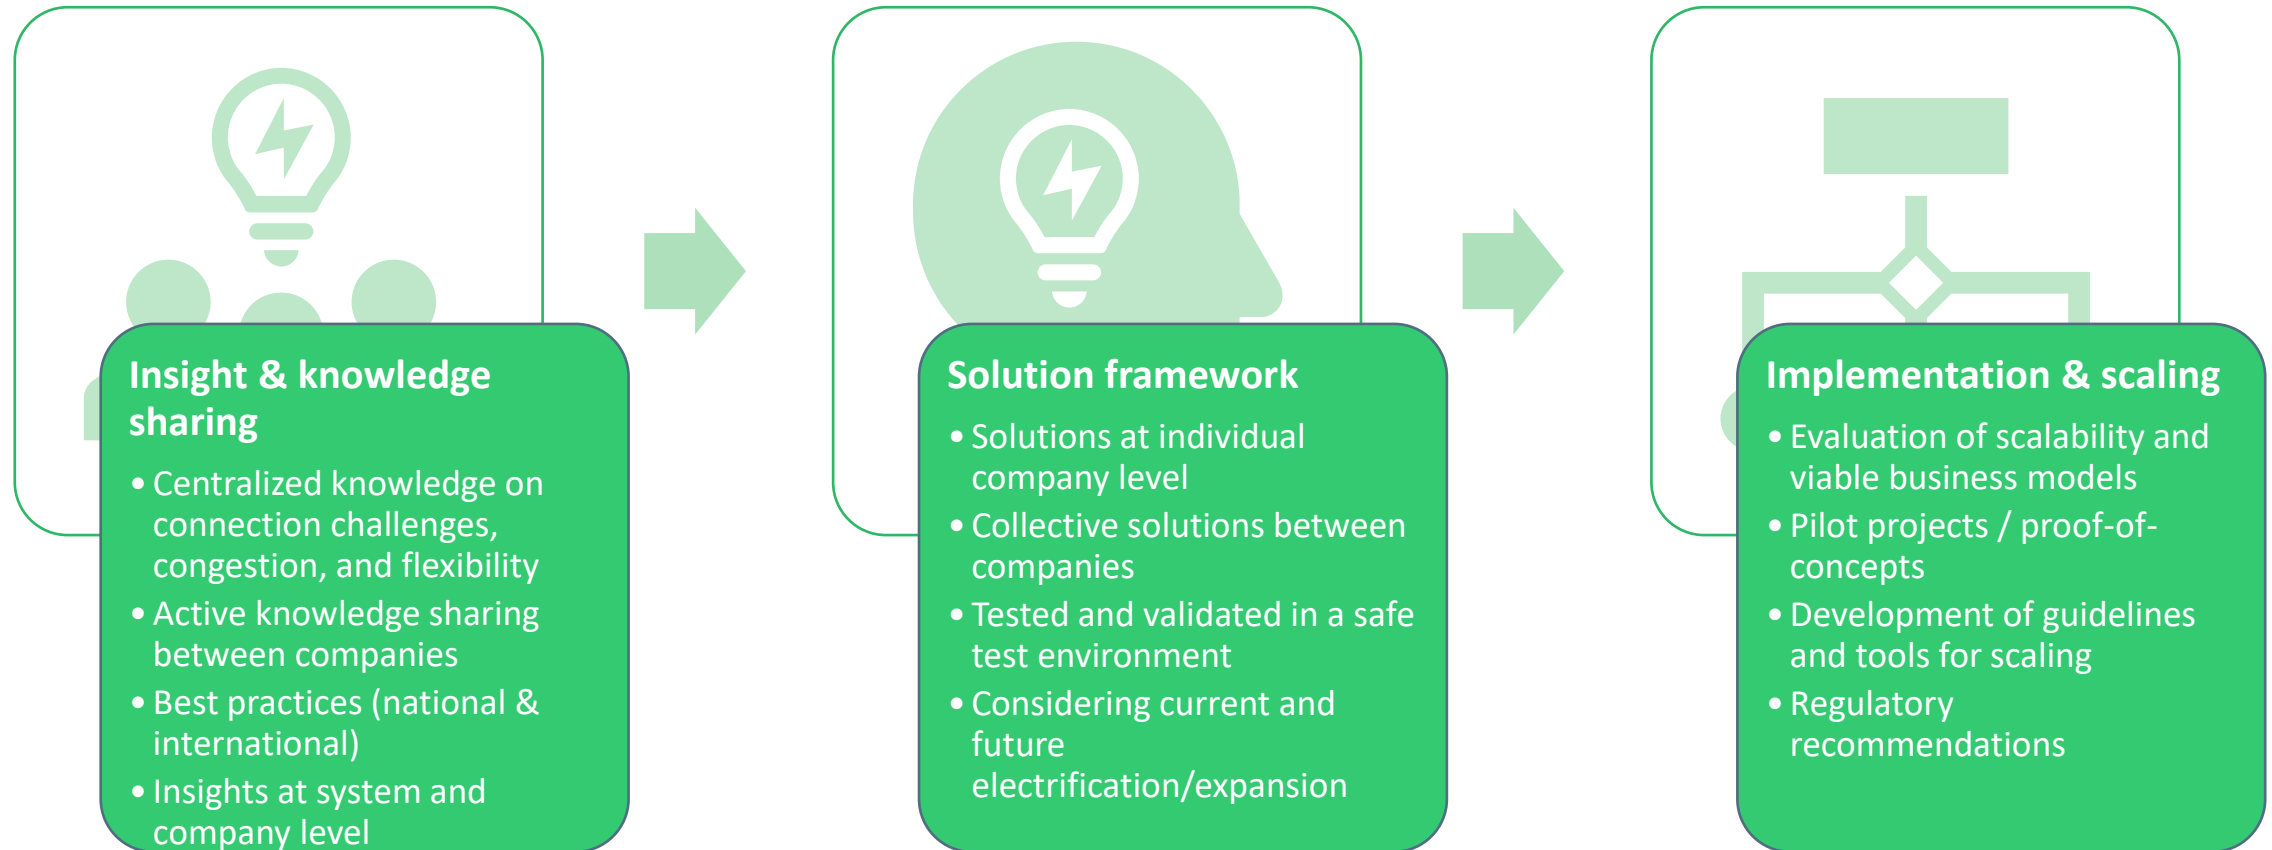 Insight & knowledge
sharing
• Centralized knowledge on
connection challenges,
congestion, and flexibility
• Active knowledge sharing
between companies
• Best practices (national &
international)
• Insights at system and
company level
Solution framework
• Solutions at individual
company level
• Collective solutions between
companies
• Tested and validated in a safe
test environment
• Considering current and
future
electrification/expansion
Implementation & scaling
• Evaluation of scalability and
viable business models
• Pilot projects / proof-of-
concepts
• Development of guidelines
and tools for scaling
• Regulatory
recommendations